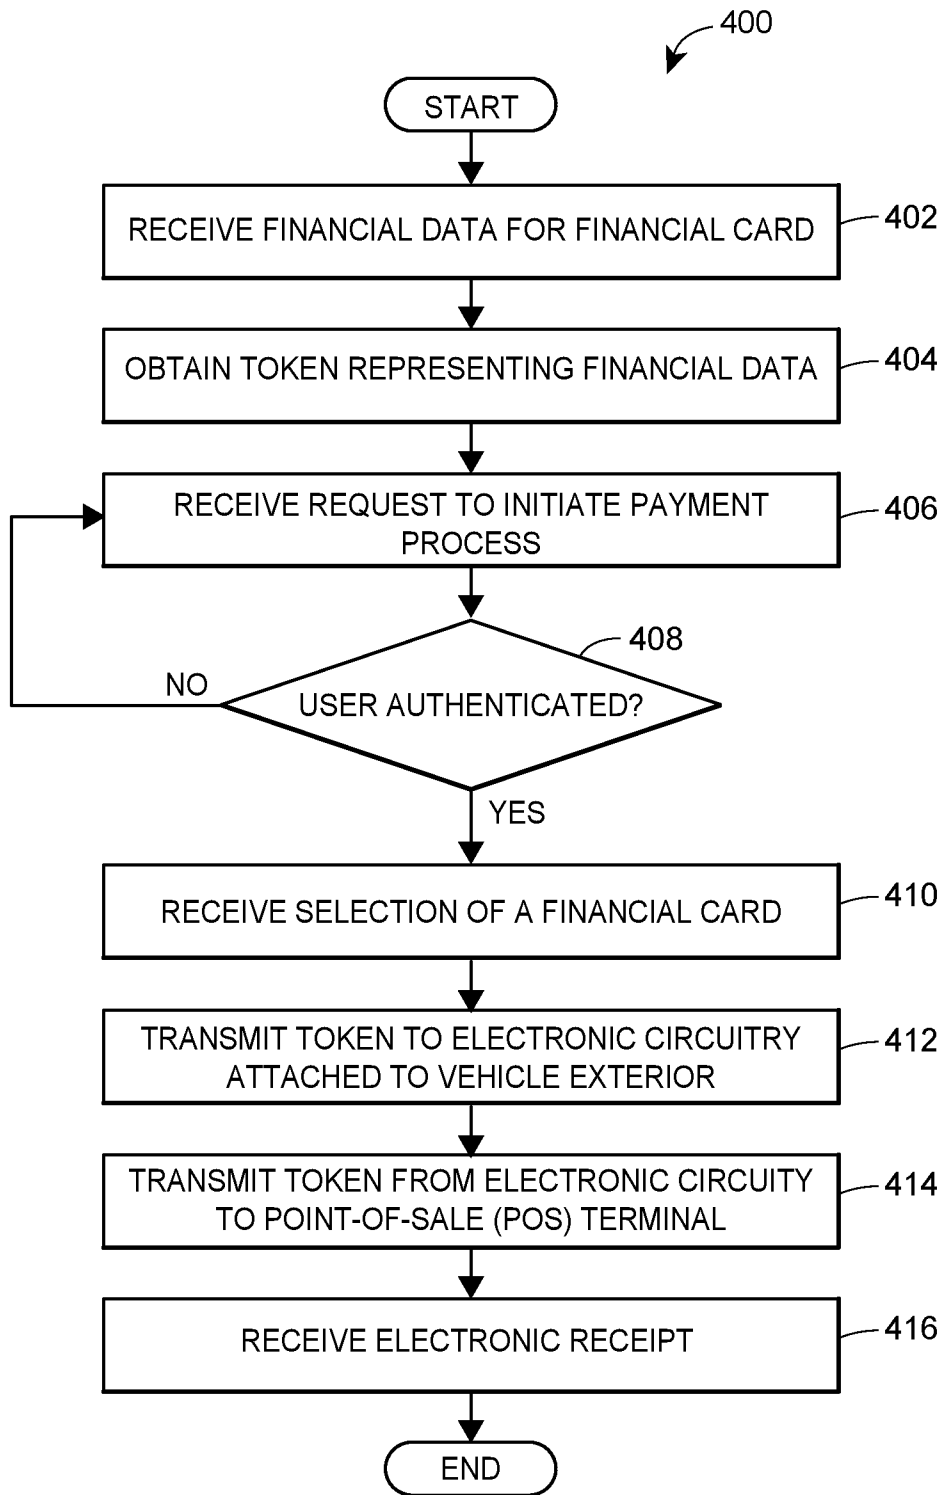 400
START
RECEIVE FINANCIAL DATA FOR FINANCIAL CARD
402
OBTAIN TOKEN REPRESENTING FINANCIAL DATA
404
RECEIVE REQUEST TO INITIATE PAYMENT
PROCESS
406
408
USER AUTHENTICATED?
NO
YES
RECEIVE SELECTION OF A FINANCIAL CARD
410
TRANSMIT TOKEN TO ELECTRONIC CIRCUITRY
ATTACHED TO VEHICLE EXTERIOR
412
TRANSMIT TOKEN FROM ELECTRONIC CIRCUITY
TO POINT-OF-SALE (POS) TERMINAL
414
RECEIVE ELECTRONIC RECEIPT
416
END